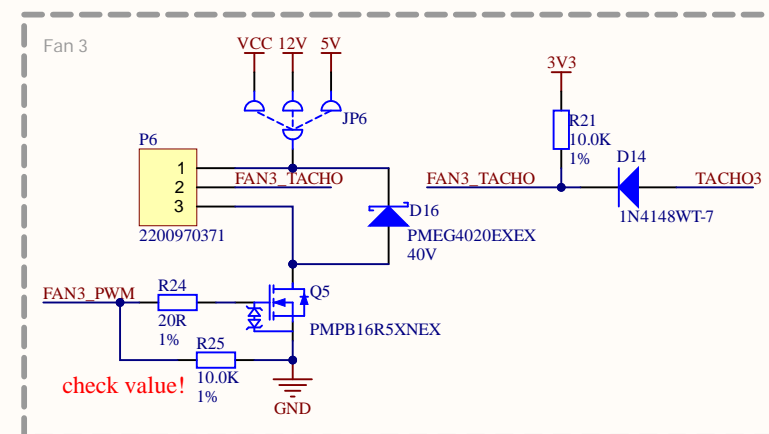 Fan 3
VCC 12V 5V
JP6
P6
1
2
3
FAN3_TACHO
2200970371
D16
PMEG4020EXEX
40V
3V3
R21
10.0K
1%
FAN3_TACHO
D14
1N4148WT-7
TACHO3
FAN3_PWM
R24
20R
1%
Q5
PMPB16R5XNEX
R25
10.0K
1%
check value!
GND